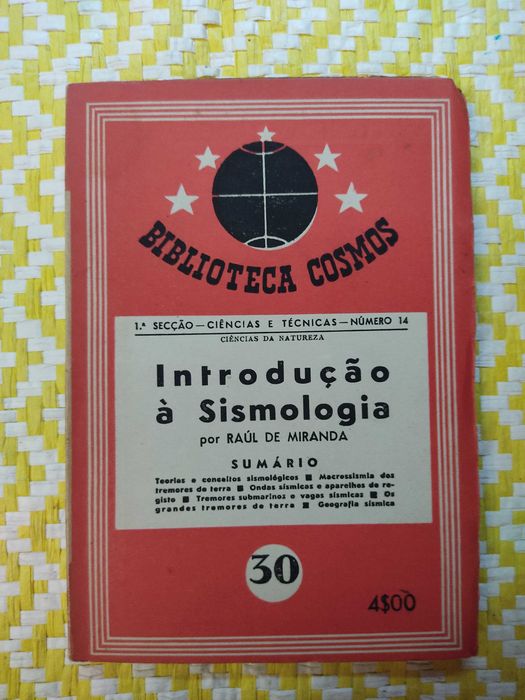 BIBLIOTECA COSMOS
1.ª SECÇÃO — CIÊNCIAS E TÉCNICAS — NÚMERO 14
CIÊNCIAS DA NATUREZA
Introdução
à Sismologia
por RAÚL DE MIRANDA
SUMÁRIO
Teorias e conceitos sismológicos ■ Macrossismia dos
tremores de terra ■ Ondas sísmicas e aparelhos de re-
gisto ■ Tremores submarinos e vagas sísmicas ■ Os
grandes tremores de terra ■ Geografia sísmica
30
4$00